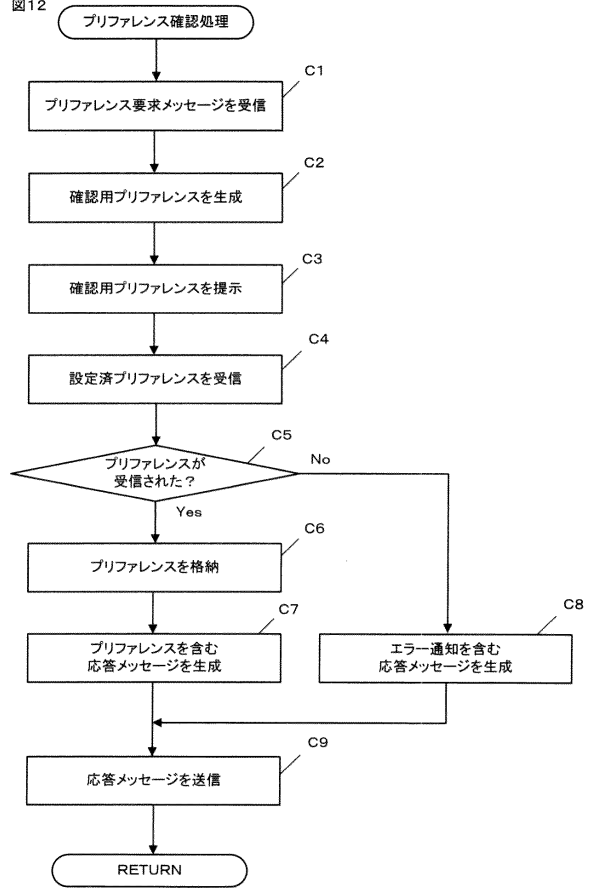 図12
プリファレンス確認処理
C1
プリファレンス要求メッセージを受信
C2
確認用プリファレンスを生成
C3
確認用プリファレンスを提示
C4
設定済プリファレンスを受信
C5
プリファレンスが
受信された？
No
Yes
C6
プリファレンスを格納
C7
プリファレンスを含む
応答メッセージを生成
C8
エラー通知を含む
応答メッセージを生成
C9
応答メッセージを送信
RETURN